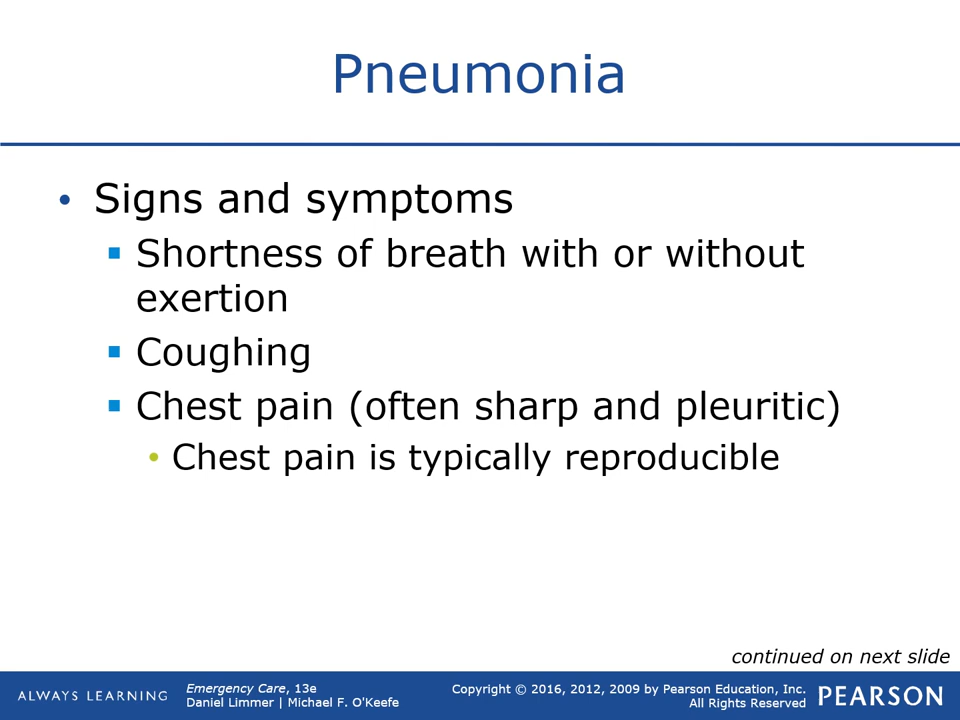 Pneumonia
• Signs and symptoms
▪ Shortness of breath with or without
exertion
▪ Coughing
▪ Chest pain (often sharp and pleuritic)
• Chest pain is typically reproducible
continued on next slide
ALWAYS LEARNING
Emergency Care, 13e
Daniel Limmer | Michael F. O'Keefe
Copyright © 2016, 2012, 2009 by Pearson Education, Inc.
All Rights Reserved
PEARSON